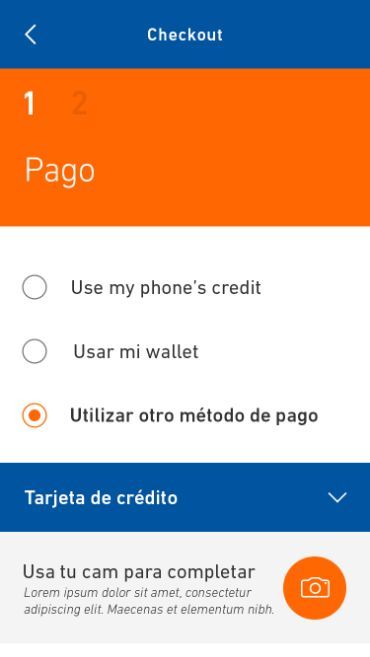 Checkout
1 2
Pago
Use my phone's credit
Usar mi wallet
Utilizar otro método de pago
Tarjeta de crédito
Usa tu cam para completar
Lorem ipsum dolor sit amet, consectetur
adipiscing elit. Maecenas et elementum nibh.